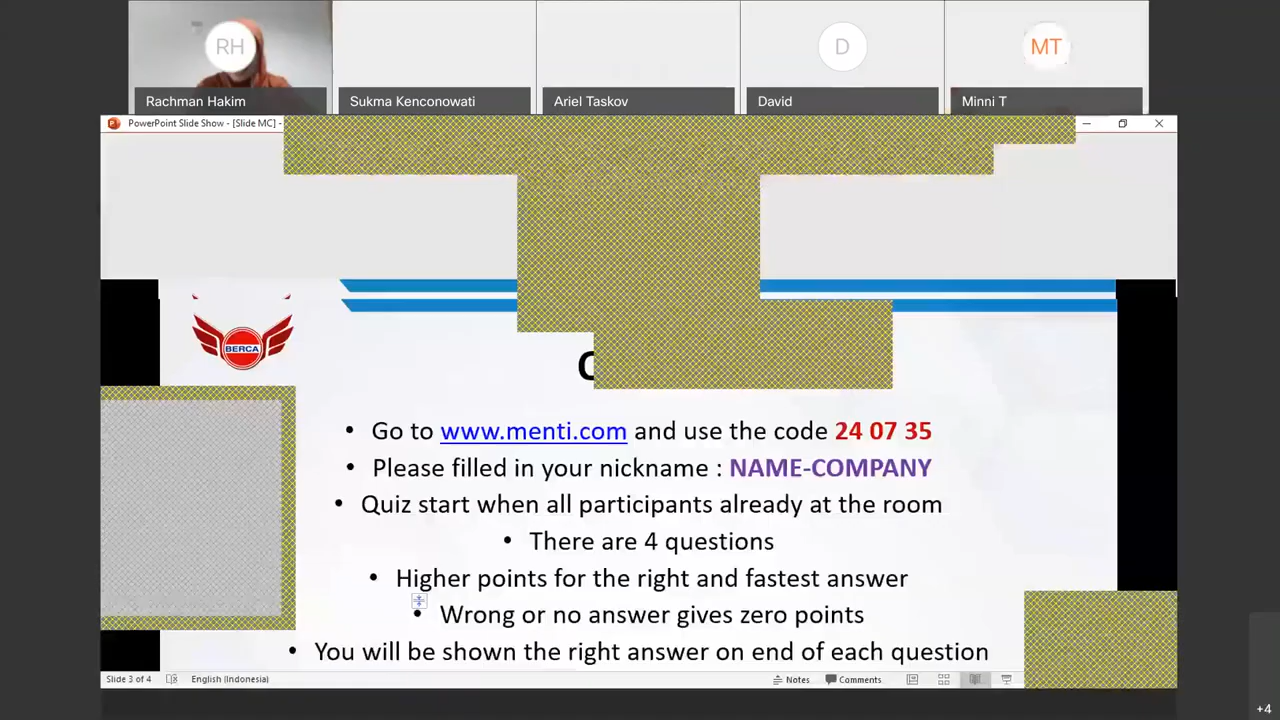 RH
D
MT
Rachman Hakim
Sukma Kenconowati
Ariel Taskov
David
Minni T
PowerPoint Slide Show - [Slide MC] -
BERCA
• Go to www.menti.com and use the code 24 07 35
• Please filled in your nickname : NAME-COMPANY
• Quiz start when all participants already at the room
• There are 4 questions
• Higher points for the right and fastest answer
• Wrong or no answer gives zero points
• You will be shown the right answer on end of each question
Slide 3 of 4
English (Indonesia)
Notes
Comments
+4